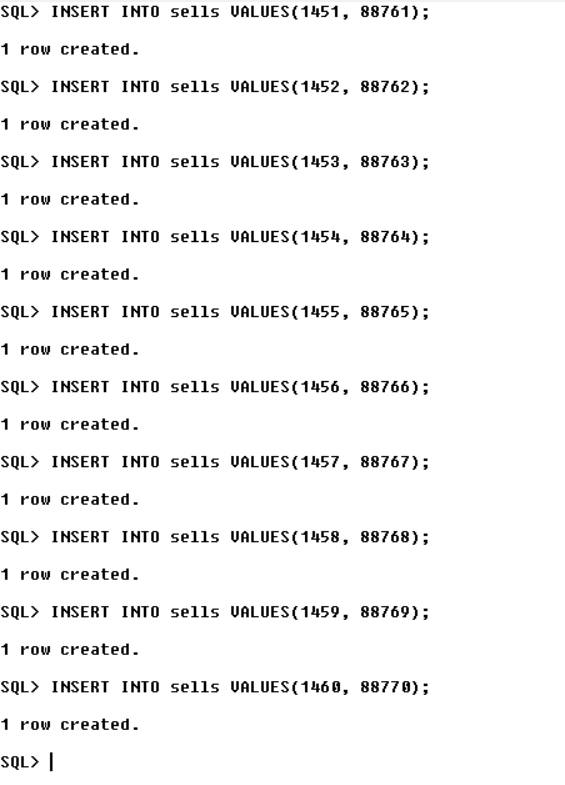 SQL> INSERT INTO sells VALUES(1451, 88761);
1 row created.
SQL> INSERT INTO sells VALUES(1452, 88762);
1 row created.
SQL> INSERT INTO sells VALUES(1453, 88763);
1 row created.
SQL> INSERT INTO sells VALUES(1454, 88764);
1 row created.
SQL> INSERT INTO sells VALUES(1455, 88765);
1 row created.
SQL> INSERT INTO sells VALUES(1456, 88766);
1 row created.
SQL> INSERT INTO sells VALUES(1457, 88767);
1 row created.
SQL> INSERT INTO sells VALUES(1458, 88768);
1 row created.
SQL> INSERT INTO sells VALUES(1459, 88769);
1 row created.
SQL> INSERT INTO sells VALUES(1460, 88770);
1 row created.
SQL>